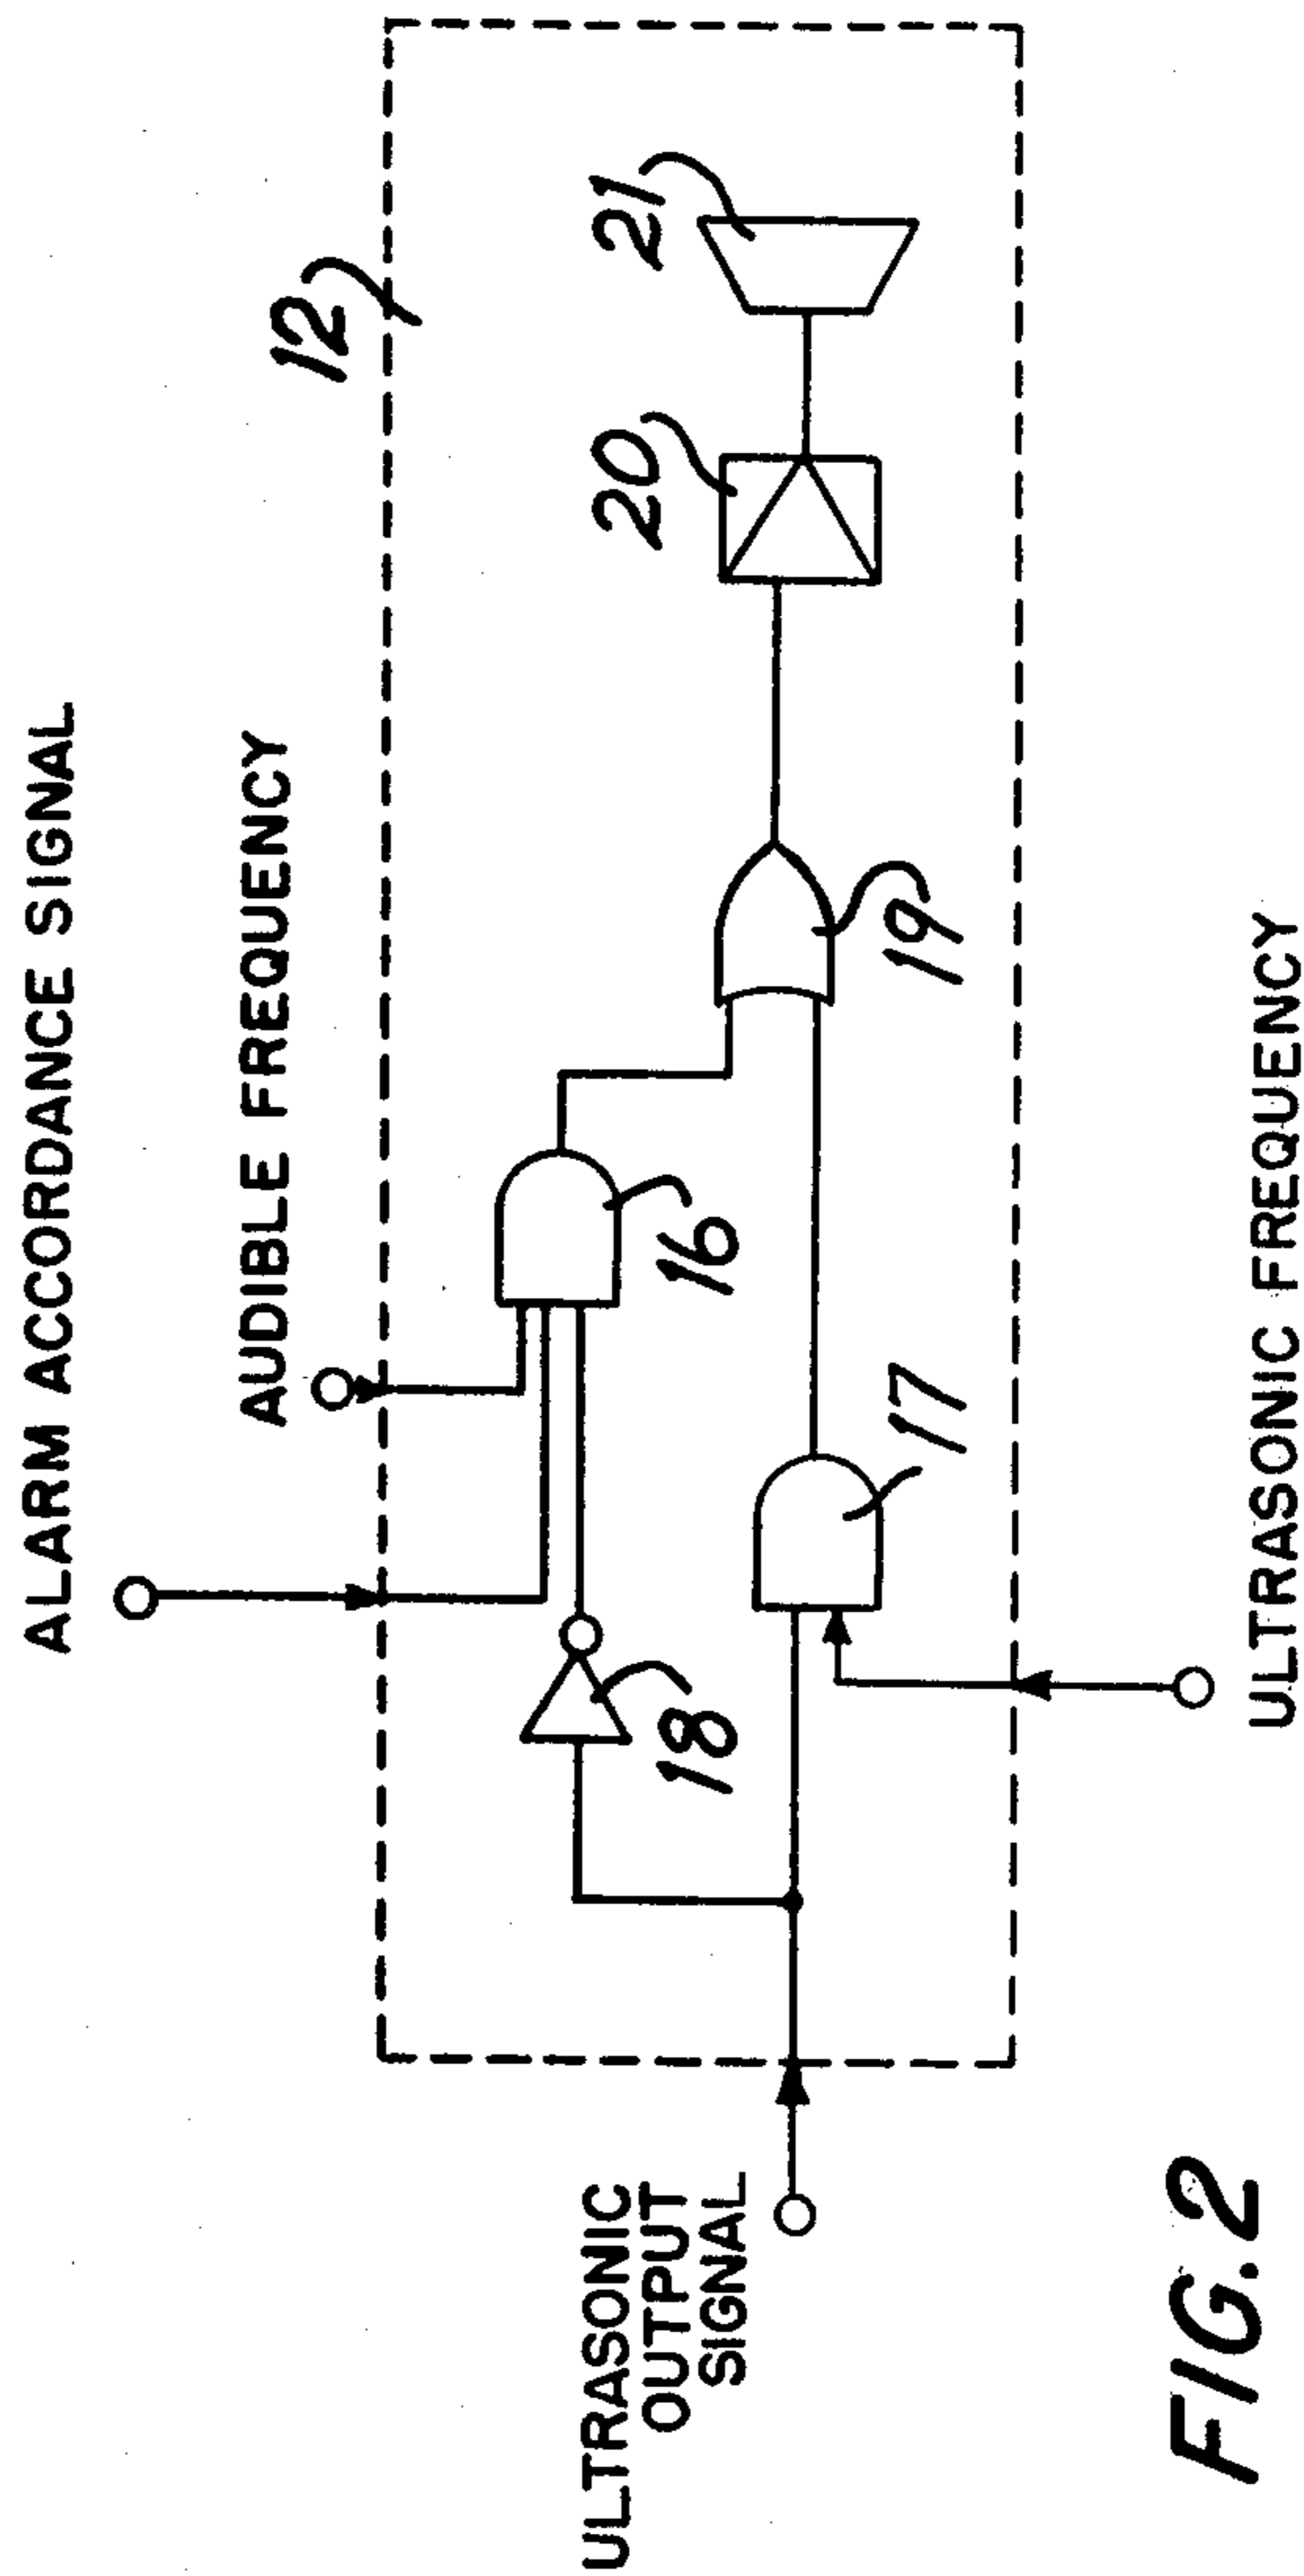 ALARM ACCORDANCE SIGNAL
AUDIBLE FREQUENCY
12
21
20
16
19
18
17
ULTRASONIC
OUTPUT
SIGNAL
ULTRASONIC FREQUENCY
FIG. 2